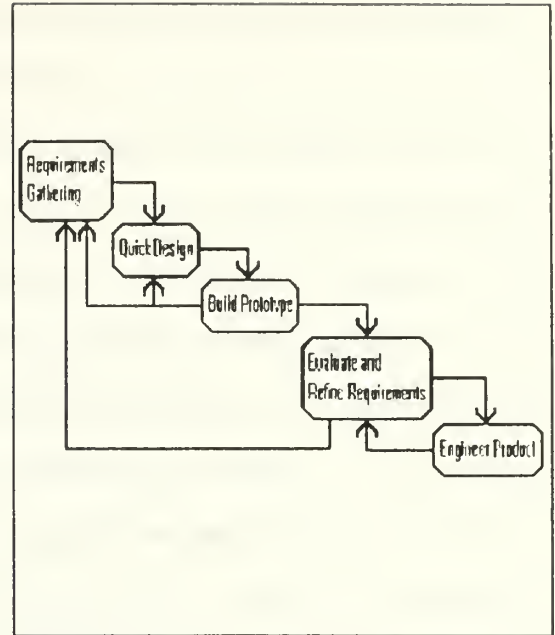 Requirements
Gathering
Quick Design
Build Prototype
Evaluate and
Refine Requirements
Engineer Product